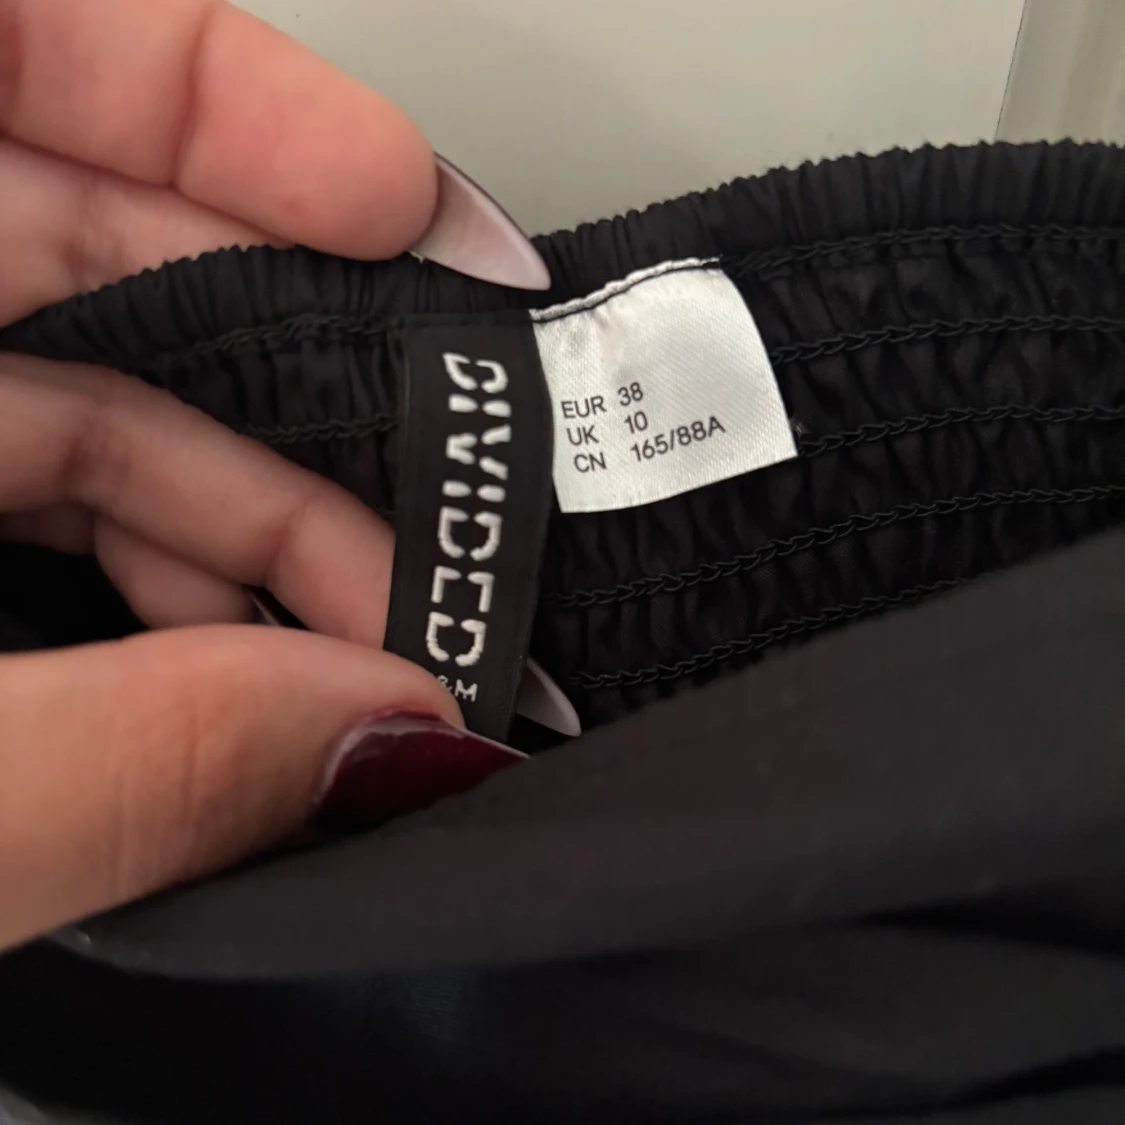 DIVIDED
&M
EUR 38
UK 10
CN 165/88A